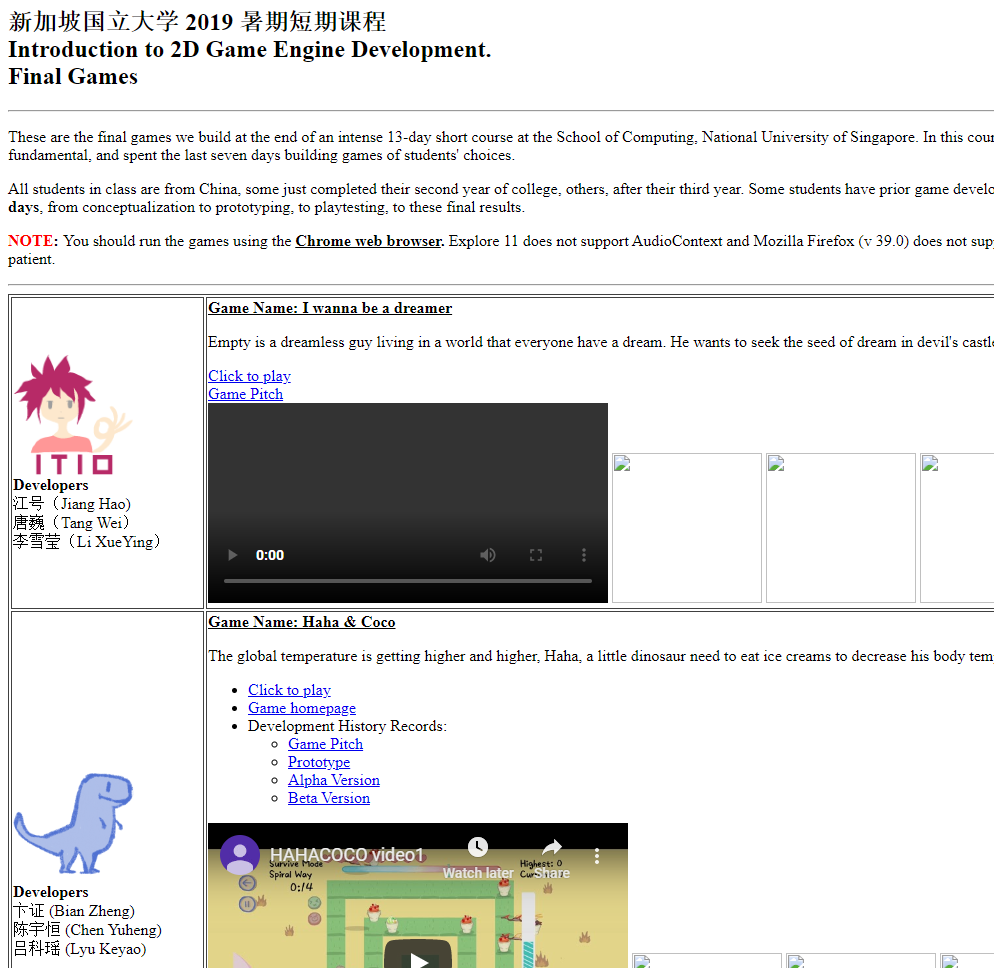 新加坡国立大学 2019 暑期短期课程
Introduction to 2D Game Engine Development.
Final Games
These are the final games we build at the end of an intense 13-day short course at the School of Computing, National University of Singapore. In this cour
fundamental, and spent the last seven days building games of students' choices.
All students in class are from China, some just completed their second year of college, others, after their third year. Some students have prior game develo
days, from conceptualization to prototyping, to playtesting, to these final results.
NOTE: You should run the games using the Chrome web browser. Explore 11 does not support AudioContext and Mozilla Firefox (v 39.0) does not sup
patient.
Game Name: I wanna be a dreamer
Empty is a dreamless guy living in a world that everyone have a dream. He wants to seek the seed of dream in devil's castle
Click to play
Game Pitch
0:00
ITIO
Developers
江号（Jiang Hao)
唐巍（Tang Wei）
李雪莹（Li XueYing）
Game Name: Haha & Coco
The global temperature is getting higher and higher, Haha, a little dinosaur need to eat ice creams to decrease his body tem
Click to play
Game homepage
Development History Records:
Game Pitch
Prototype
Alpha Version
Beta Version
HAHACOCO video1
Watch later
Share
Survive Mode
Spiral Way
0:14
Highest: 0
Developers
卞证 (Bian Zheng)
陈宇恒 (Chen Yuheng)
吕科瑶 (Lyu Keyao)